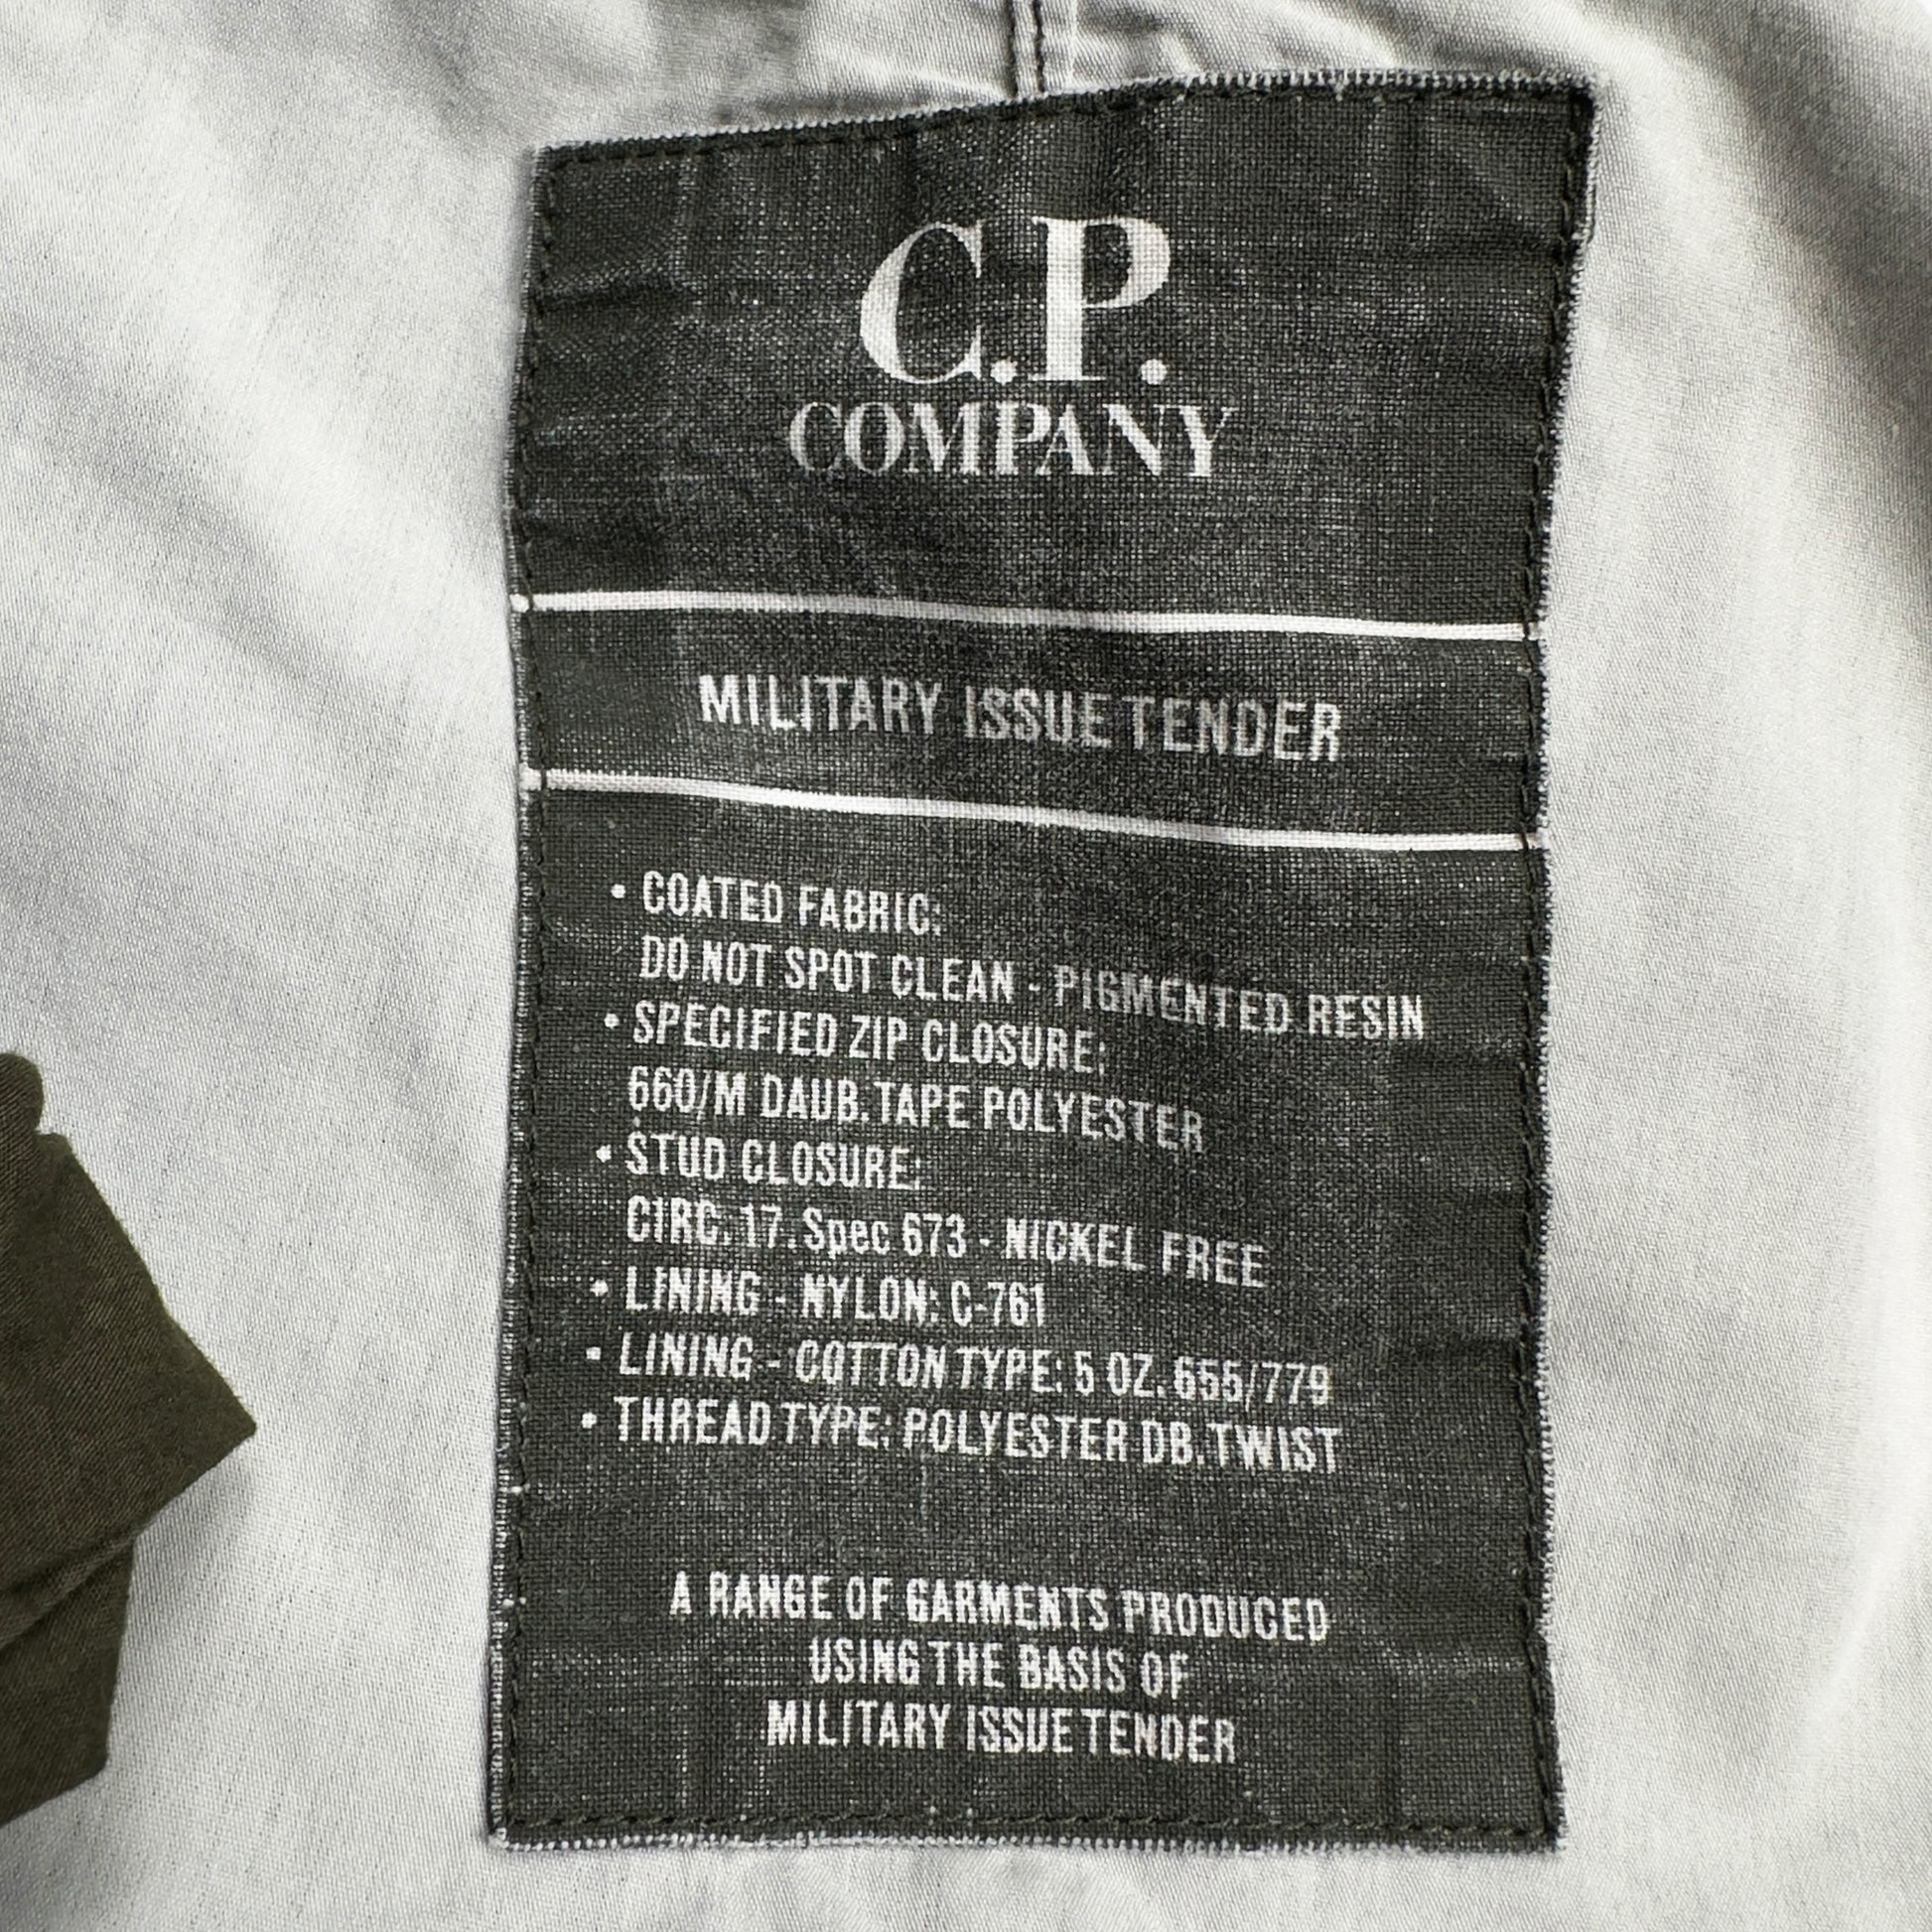 C.P.
COMPANY
MILITARY ISSUE TENDER
• COATED FABRIC:
DO NOT SPOT CLEAN - PIGMENTED RESIN
• SPECIFIED ZIP CLOSURE:
660/M DAUB. TAPE POLYESTER
• STUD CLOSURE:
CIRC. 17. Spec 673 - NICKEL FREE
• LINING - NYLON: C-761
• LINING - COTTON TYPE: 5 OZ. 655/779
• THREAD TYPE: POLYESTER DB. TWIST
A RANGE OF GARMENTS PRODUCED
USING THE BASIS OF
MILITARY ISSUE TENDER